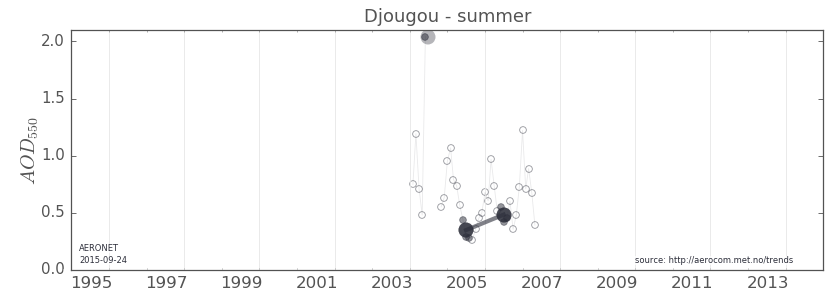 Djougou - summer
AOD550
2.0
1.5
1.0
0.5
0.0
AERONET
2015-09-24
source: http://aerocom.met.no/trends
1995 1997 1999 2001 2003 2005 2007 2009 2011 2013